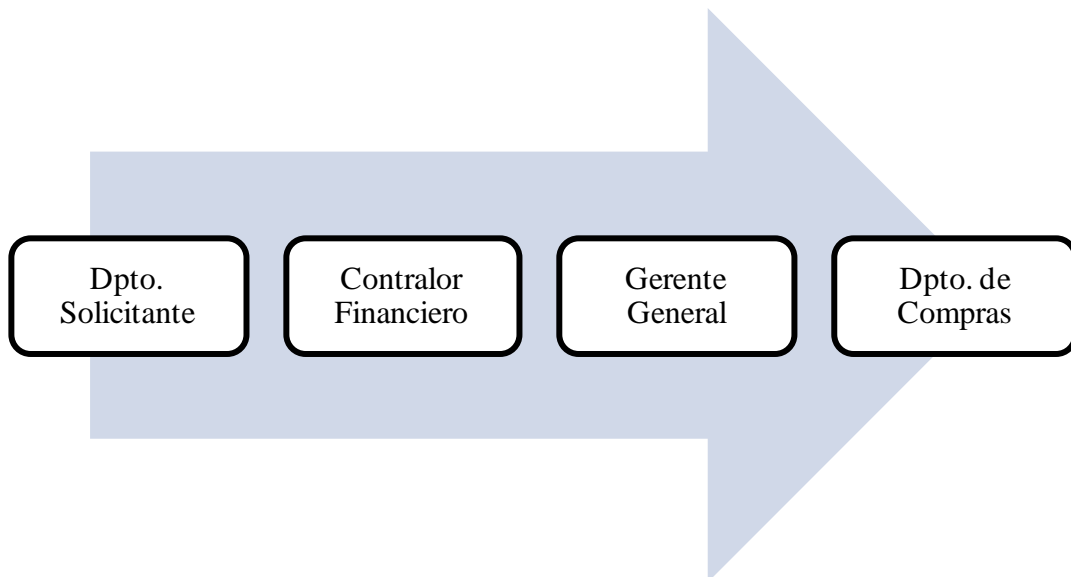 Dpto.
Solicitante
Contralor
Financiero
Gerente
General
Dpto. de
Compras